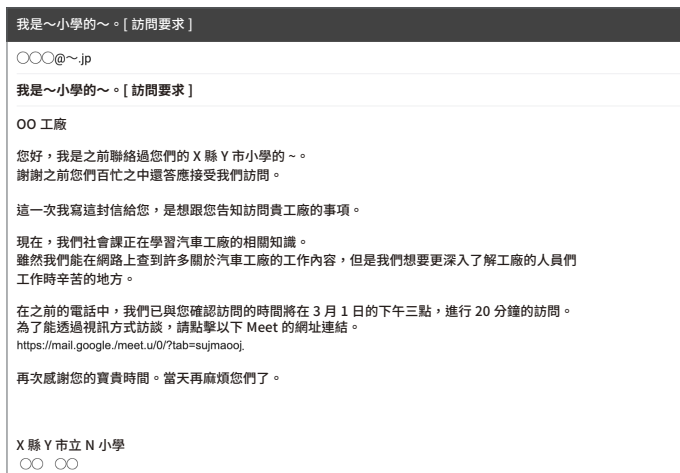 我是～小學的～。[ 訪問要求 ]
○○○@～.jp
我是～小學的～。[ 訪問要求 ]
OO 工廠
您好，我是之前聯絡過您們的 X 縣 Y 市小學的 ~。
謝謝之前您們百忙之中還答應接受我們訪問。
這一次我寫這封信給您，是想跟您告知訪問貴工廠的事項。
現在，我們社會課正在學習汽車工廠的相關知識。
雖然我們能在網路上查到許多關於汽車工廠的工作內容，但是我們想要更深入了解工廠的人員們
工作時辛苦的地方。
在之前的電話中，我們已與您確認訪問的時間將在 3 月 1 日的下午三點，進行 20 分鐘的訪問。
為了能透過視訊方式訪談，請點擊以下 Meet 的網址連結。
https://mail.google./meet.u/0/?tab=sujmaooj.
再次感謝您的寶貴時間。當天再麻煩您們了。
X 縣 Y 市立 N 小學
○○ ○○